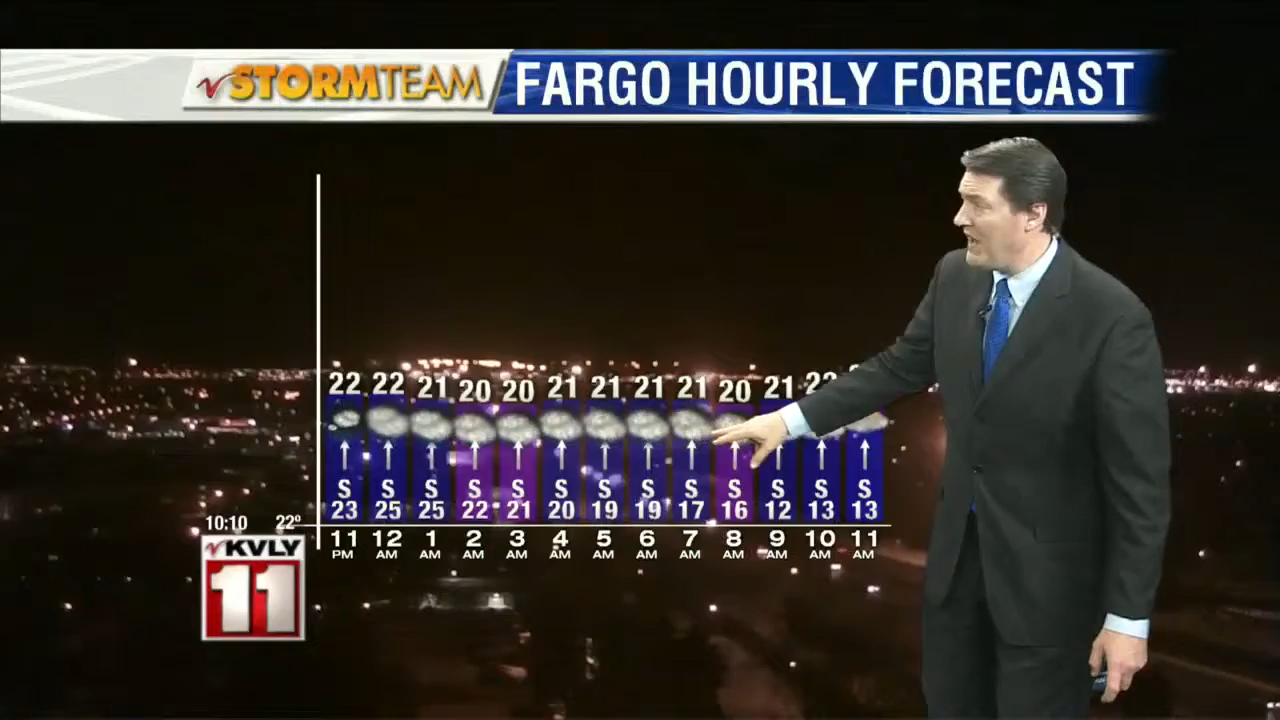 STORMTEAM FARGO HOURLY FORECAST
22 22 21 20 20 21 21 21 21 20 21
S S S S S S S S S S S S S
23 25 25 22 21 20 19 19 17 16 12 13 13
10:10 22º
11 12 1 2 3 4 5 6 7 8 9 10 11
PM AM AM AM AM AM AM AM AM AM AM AM AM
KVLY
11